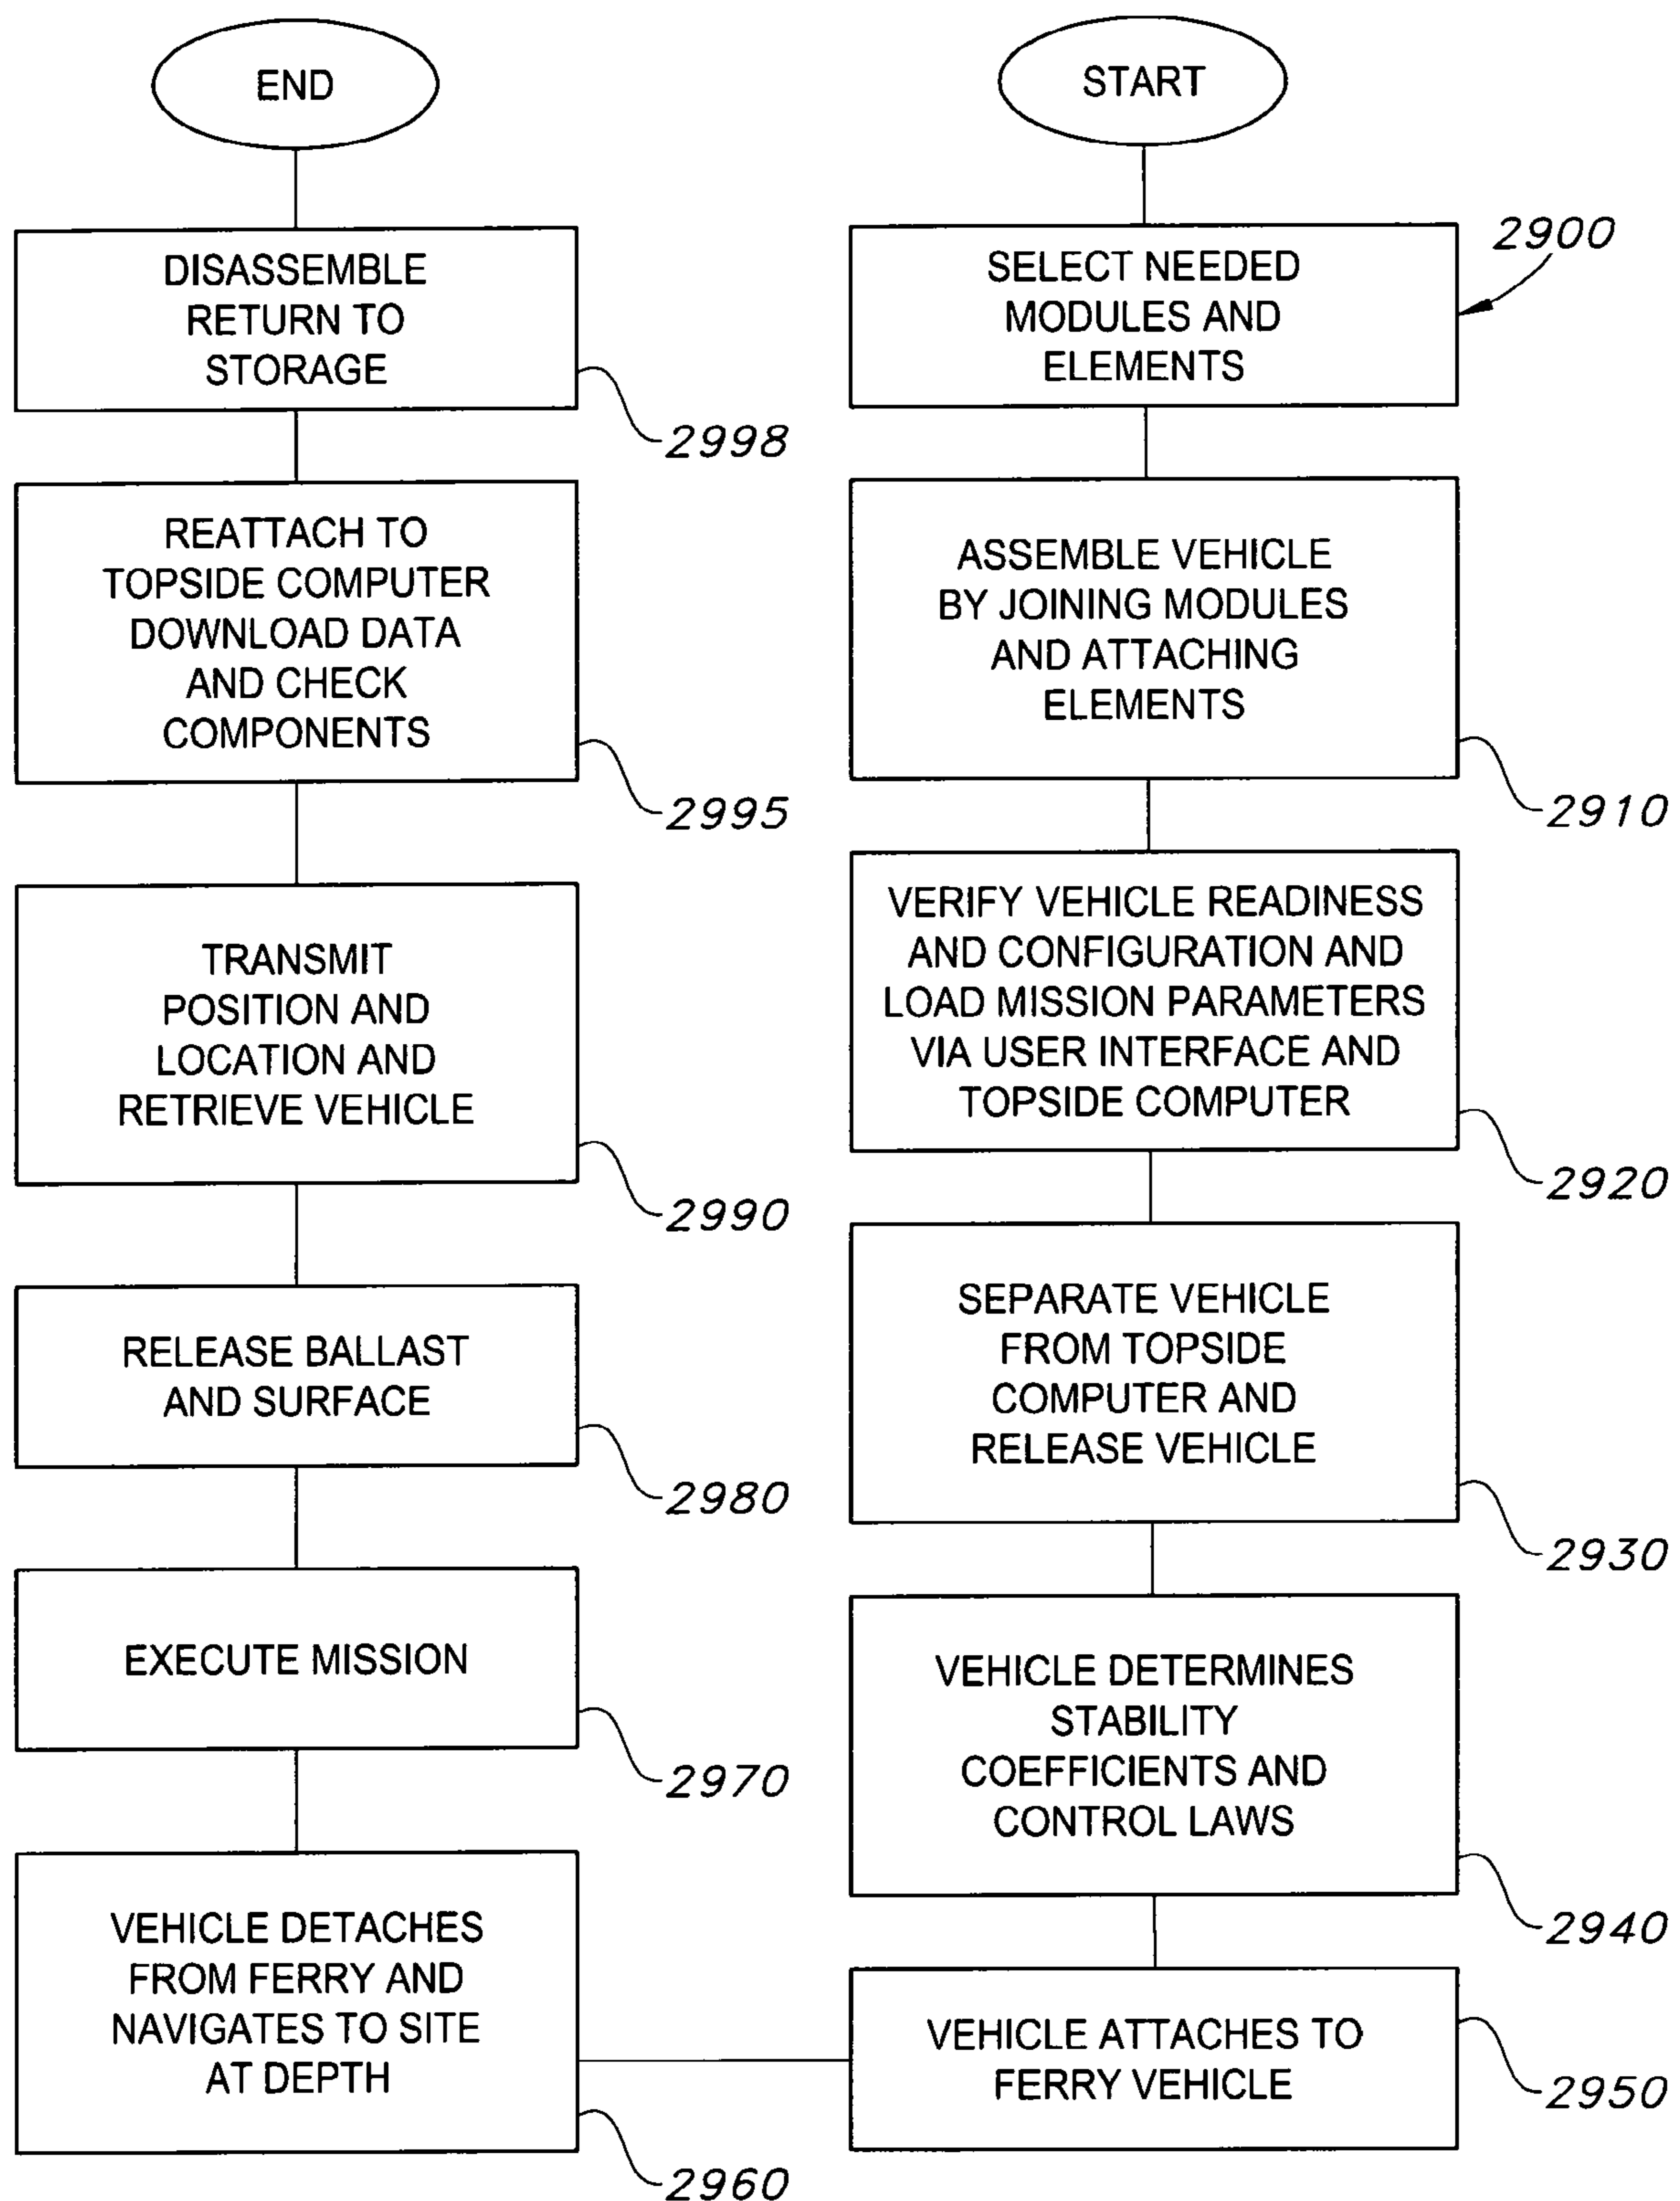 START
SELECT NEEDED
MODULES AND
ELEMENTS
2900
ASSEMBLE VEHICLE
BY JOINING MODULES
AND ATTACHING
ELEMENTS
2910
VERIFY VEHICLE READINESS
AND CONFIGURATION AND
LOAD MISSION PARAMETERS
VIA USER INTERFACE AND
TOPSIDE COMPUTER
2920
SEPARATE VEHICLE
FROM TOPSIDE
COMPUTER AND
RELEASE VEHICLE
2930
VEHICLE DETERMINES
STABILITY
COEFFICIENTS AND
CONTROL LAWS
2940
VEHICLE ATTACHES TO
FERRY VEHICLE
2950
VEHICLE DETACHES
FROM FERRY AND
NAVIGATES TO SITE
AT DEPTH
2960
EXECUTE MISSION
2970
RELEASE BALLAST
AND SURFACE
2980
TRANSMIT
POSITION AND
LOCATION AND
RETRIEVE VEHICLE
2990
REATTACH TO
TOPSIDE COMPUTER
DOWNLOAD DATA
AND CHECK
COMPONENTS
2995
DISASSEMBLE
RETURN TO
STORAGE
2998
END